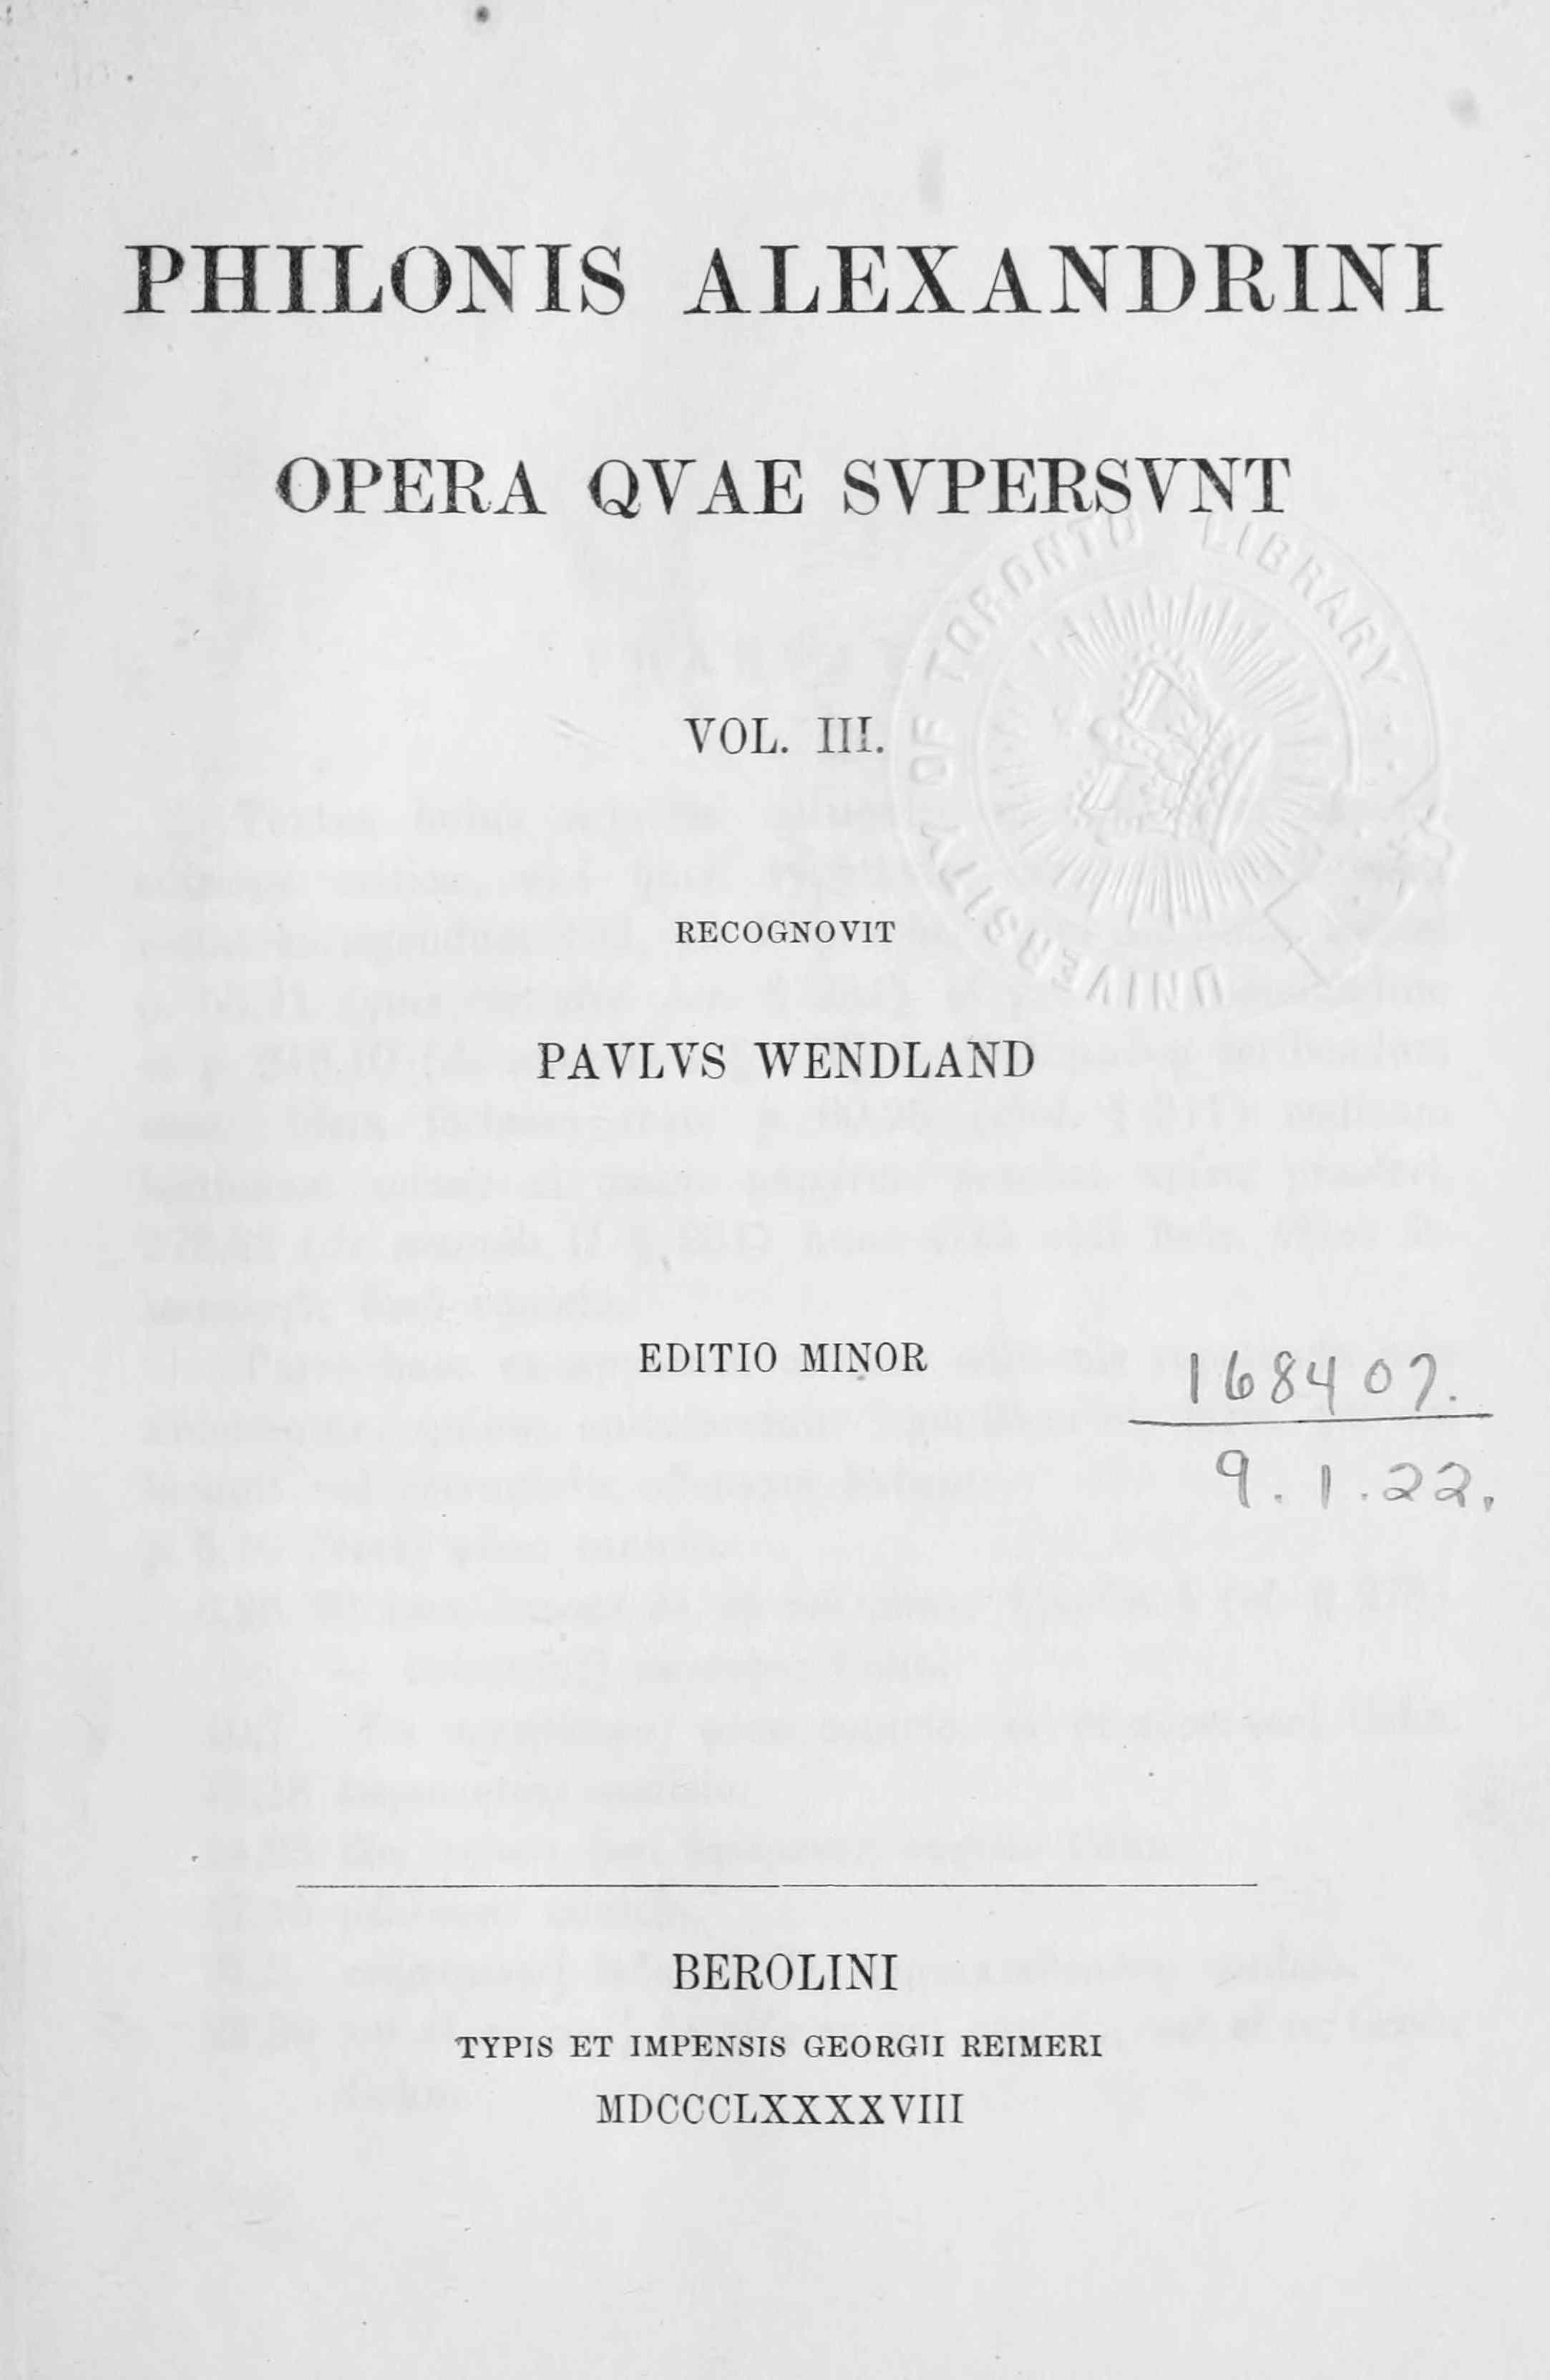 PHILONIS ALEXANDRINI
OPERA QVAE SVPERSVNT
UNIVERSITY OF TORONTO LIBRARY
VOL. III.
RECOGNOVIT
PAVLVS WENDLAND
EDITIO MINOR
168407.
9.1.22.
BEROLINI
TYPIS ET IMPENSIS GEORGII REIMERI
MDCCCLXXXXVIII